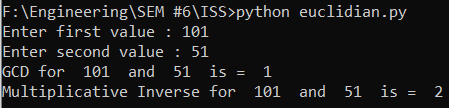 F:\Engineering\SEM #6\ISS>python euclidian.py
Enter first value : 101
Enter second value : 51
GCD for  101  and  51  is =  1
Multiplicative Inverse for  101  and  51  is =  2